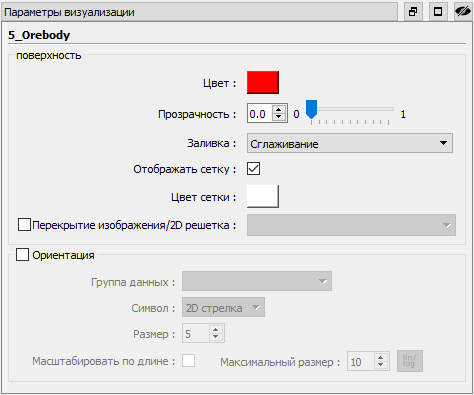 Параметры визуализации
5_Orebody
поверхность
Цвет :
Прозрачность : 0.0 0 1
Заливка : Сглаживание
Отображать сетку :
Цвет сетки :
Перекрытие изображения/2D решетка :
Ориентация
Группа данных :
Символ : 2D стрелка
Размер : 5
Масштабировать по длине : Максимальный размер : 10 lin/
log